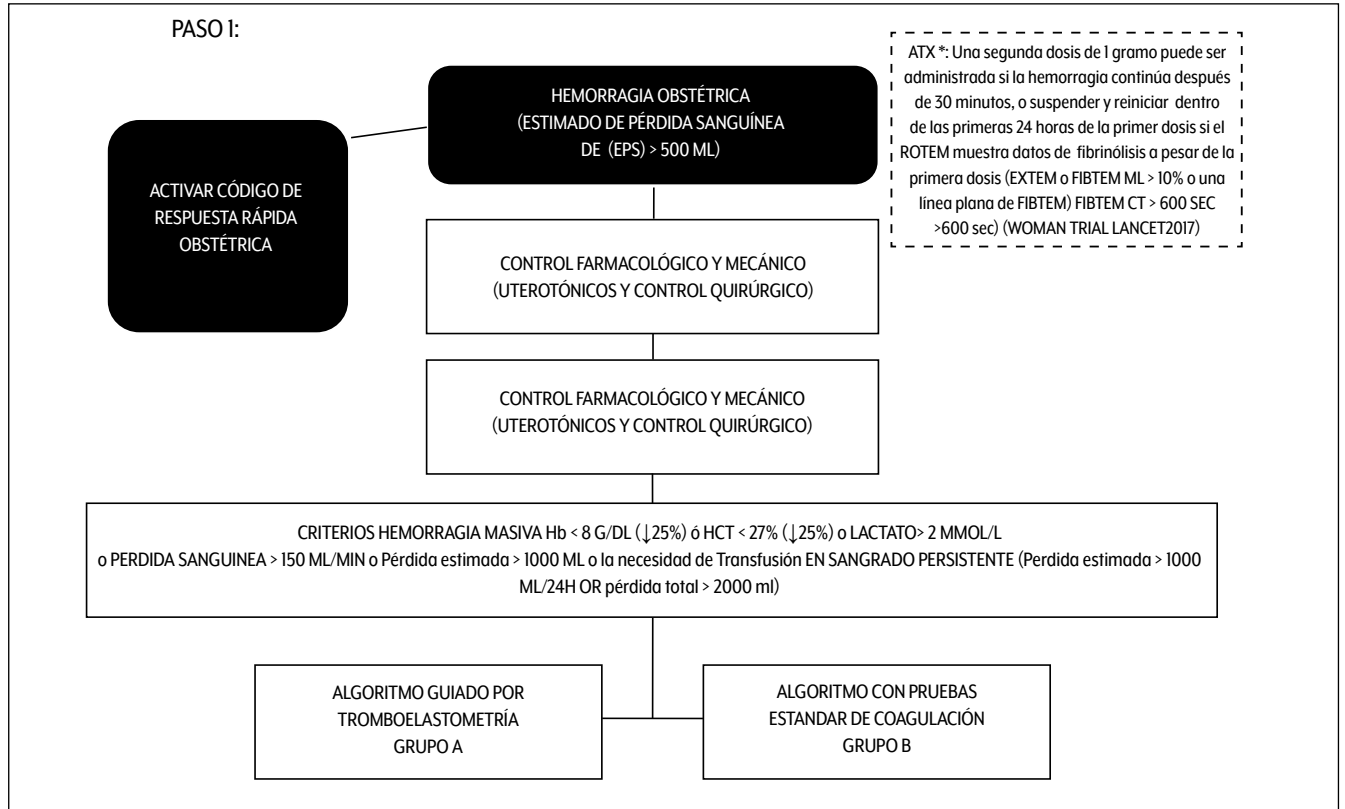 PASO 1:
HEMORRAGIA OBSTÉTRICA
(ESTIMADO DE PÉRDIDA SANGUÍNEA
DE (EPS) > 500 ML)
ACTIVAR CÓDIGO DE
RESPUESTA RÁPIDA
OBSTÉTRICA
ATX *: Una segunda dosis de 1 gramo puede ser
administrada si la hemorragia continúa después
de 30 minutos, o suspender y reiniciar dentro
de las primeras 24 horas de la primer dosis si el
ROTEM muestra datos de fibrinólisis a pesar de la
primera dosis (EXTEM o FIBTEM ML > 10% o una
línea plana de FIBTEM) FIBTEM CT > 600 SEC
>600 sec) (WOMAN TRIAL LANCET2017)
CONTROL FARMACOLÓGICO Y MECÁNICO
(UTEROTÓNICOS Y CONTROL QUIRÚRGICO)
CONTROL FARMACOLÓGICO Y MECÁNICO
(UTEROTÓNICOS Y CONTROL QUIRÚRGICO)
CRITERIOS HEMORRAGIA MASIVA Hb < 8 G/DL (↓25%) ó HCT < 27% (↓25%) o LACTATO> 2 MMOL/L
o PERDIDA SANGUINEA > 150 ML/MIN o Pérdida estimada > 1000 ML o la necesidad de Transfusión EN SANGRADO PERSISTENTE (Perdida estimada > 1000
ML/24H OR pérdida total > 2000 ml)
ALGORITMO GUIADO POR
TROMBOELASTOMETRÍA
GRUPO A
ALGORITMO CON PRUEBAS
ESTANDAR DE COAGULACIÓN
GRUPO B